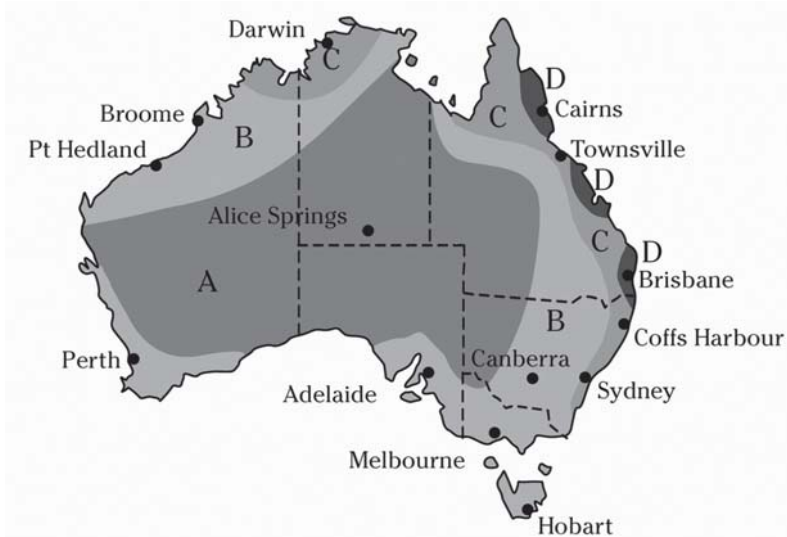 Darwin
C
D
Broome
C
Cairns
B
Pt Hedland
Townsville
D
Alice Springs
C
D
A
Brisbane
B
Coffs Harbour
Perth
Canberra
Adelaide
Sydney
Melbourne
Hobart